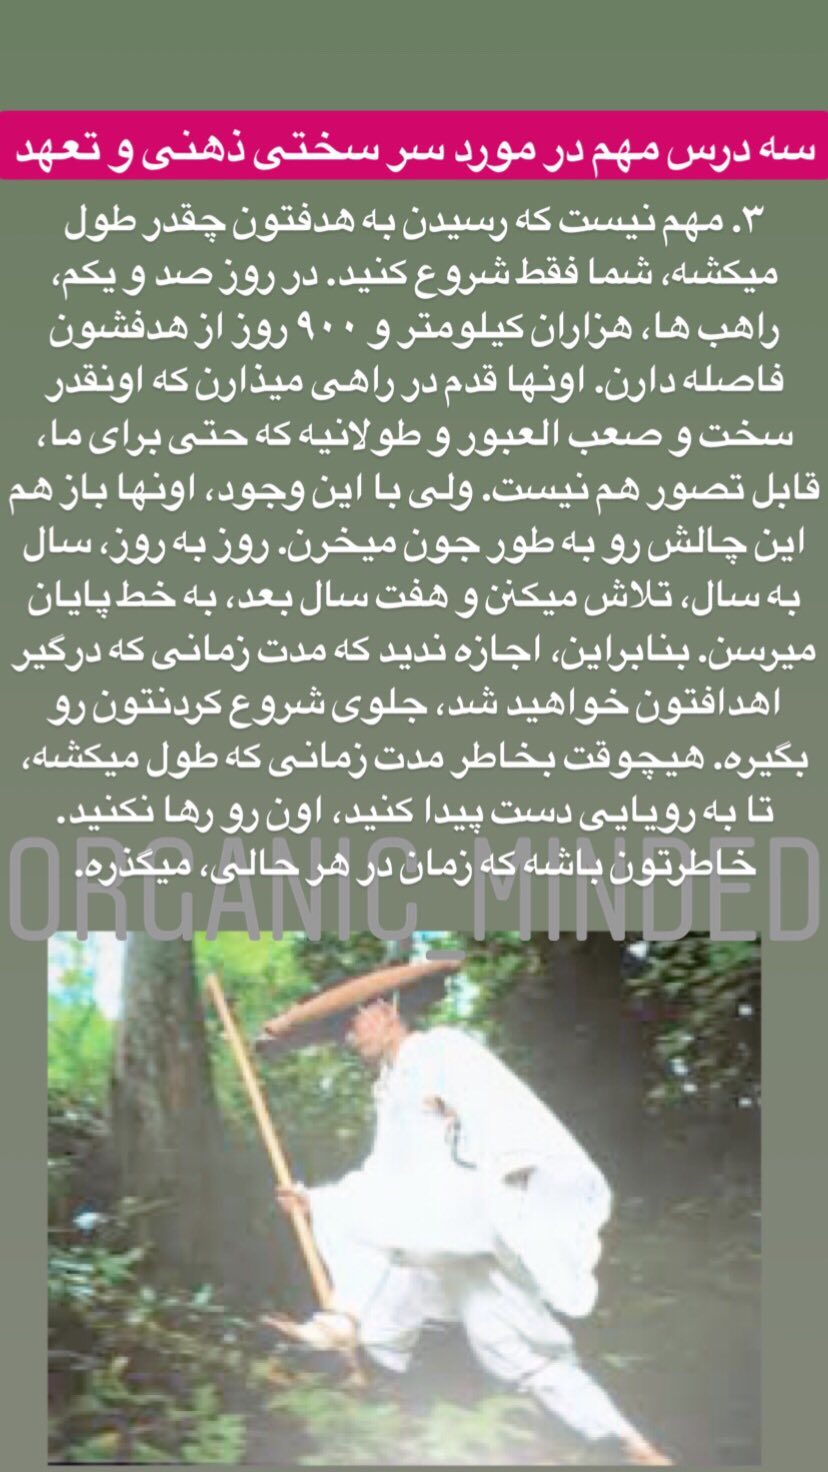 سه درس مهم در مورد سر سختی ذهنی و تعهد
۳. مهم نیست که رسیدن به هدفتون چقدر طول
میکشه، شما فقط شروع کنید. در روز صد و یکم،
راهب ها، هزاران کیلومتر و ۹۰۰ روز از هدفشون
فاصله دارن. اونها قدم در راهی میذارن که اونقدر
سخت و صعب العبور و طولانیه که حتی برای ما،
قابل تصور هم نیست. ولی با این وجود، اونها باز هم
این چالش رو به طور جون میخرن. روز به روز، سال
به سال، تلاش میکنن و هفت سال بعد، به خط پایان
میرسن. بنابراین، اجازه ندید که مدت زمانی که درگیر
اهدافتون خواهید شد، جلوی شروع کردنتون رو
بگیره. هیچوقت بخاطر مدت زمانی که طول میکشه،
تا به رویایی دست پیدا کنید، اون رو رها نکنید.
خاطرتون باشه که زمان در هر حالی، میگذره.
ORGANIC_MINDED